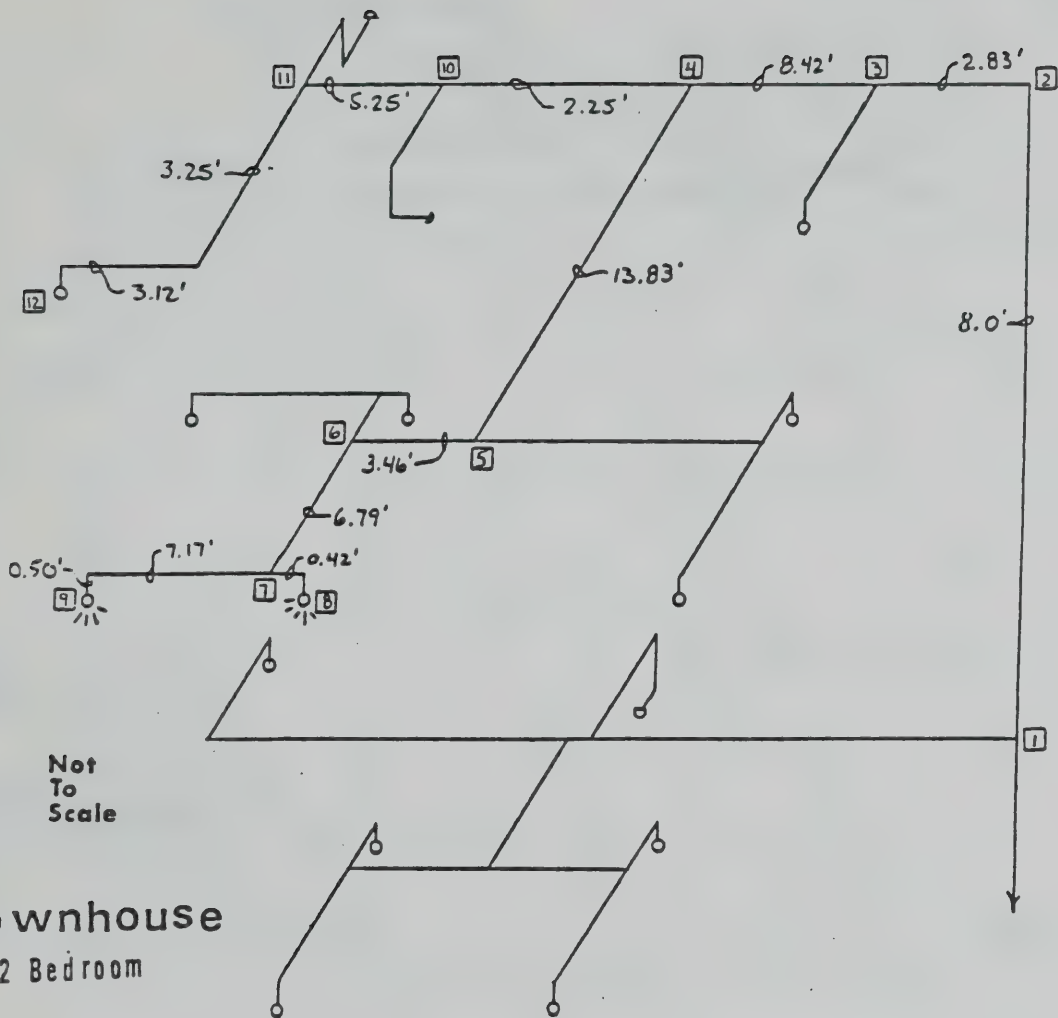 11 10 4 8.42' 3 2.83' 2
5.25' 2.25'
3.25'
12 3.12' 13.83' 8.0'
6 3.46' 5
6.79'
0.50' 7.17' 7 0.42'
9 8
Not
To
Scale
1
wnhouse
2 Bedroom